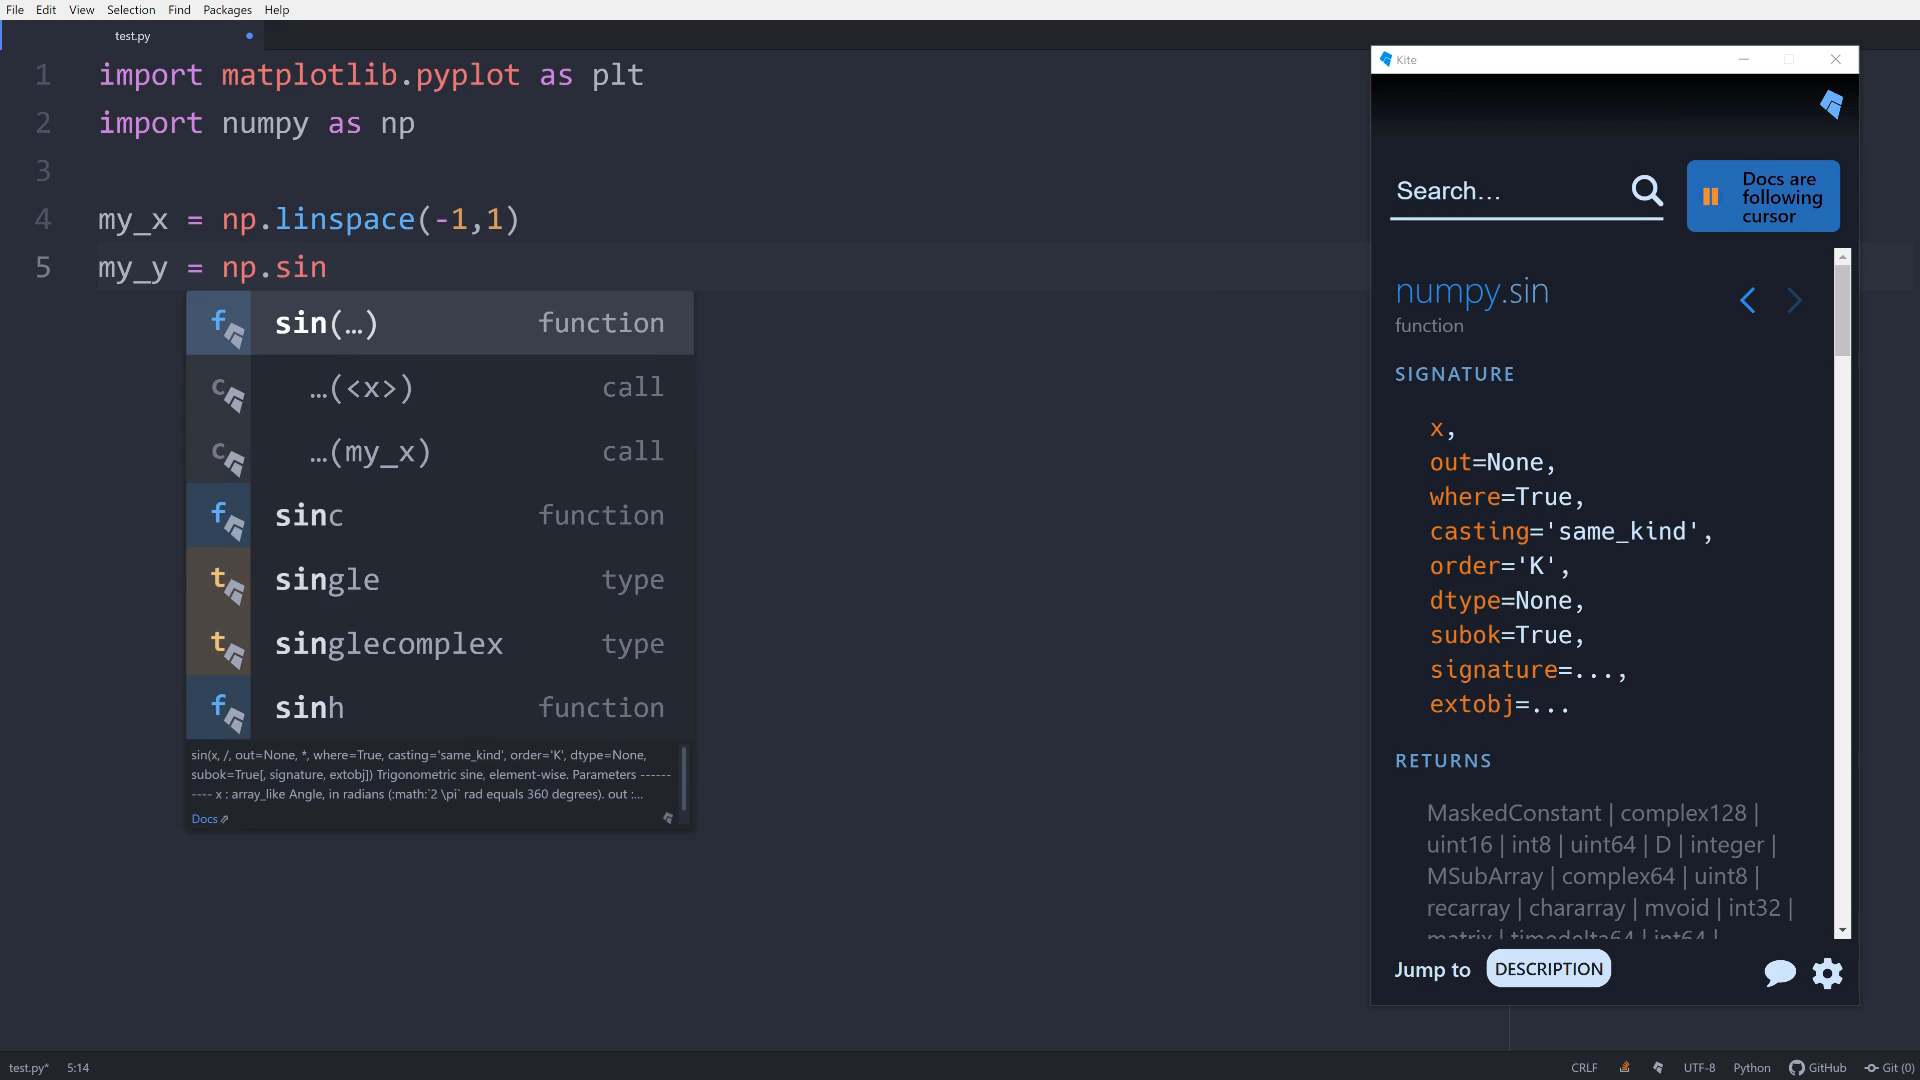 File Edit View Selection Find Packages Help
test.py
1 import matplotlib.pyplot as plt
2 import numpy as np
3
4 my_x = np.linspace(-1,1)
5 my_y = np.sin
sin(…) function
…(<x>) call
…(my_x) call
sinc function
single type
singlecomplex type
sinh function
sin(x, /, out=None, *, where=True, casting='same_kind', order='K', dtype=None,
subok=True[, signature, extobj]) Trigonometric sine, element-wise. Parameters ------
---- x : array_like Angle, in radians (:math:`2 \pi` rad equals 360 degrees). out :...
Docs
Kite
Search...
Docs are
following
cursor
numpy.sin
function
SIGNATURE
x,
out=None,
where=True,
casting='same_kind',
order='K',
dtype=None,
subok=True,
signature=...,
extobj=...
RETURNS
MaskedConstant | complex128 |
uint16 | int8 | uint64 | D | integer |
MSubArray | complex64 | uint8 |
recarray | chararray | mvoid | int32 |
matrix | timedelta64 | int64 |
Jump to DESCRIPTION
test.py* 5:14 CRLF UTF-8 Python GitHub Git (0)